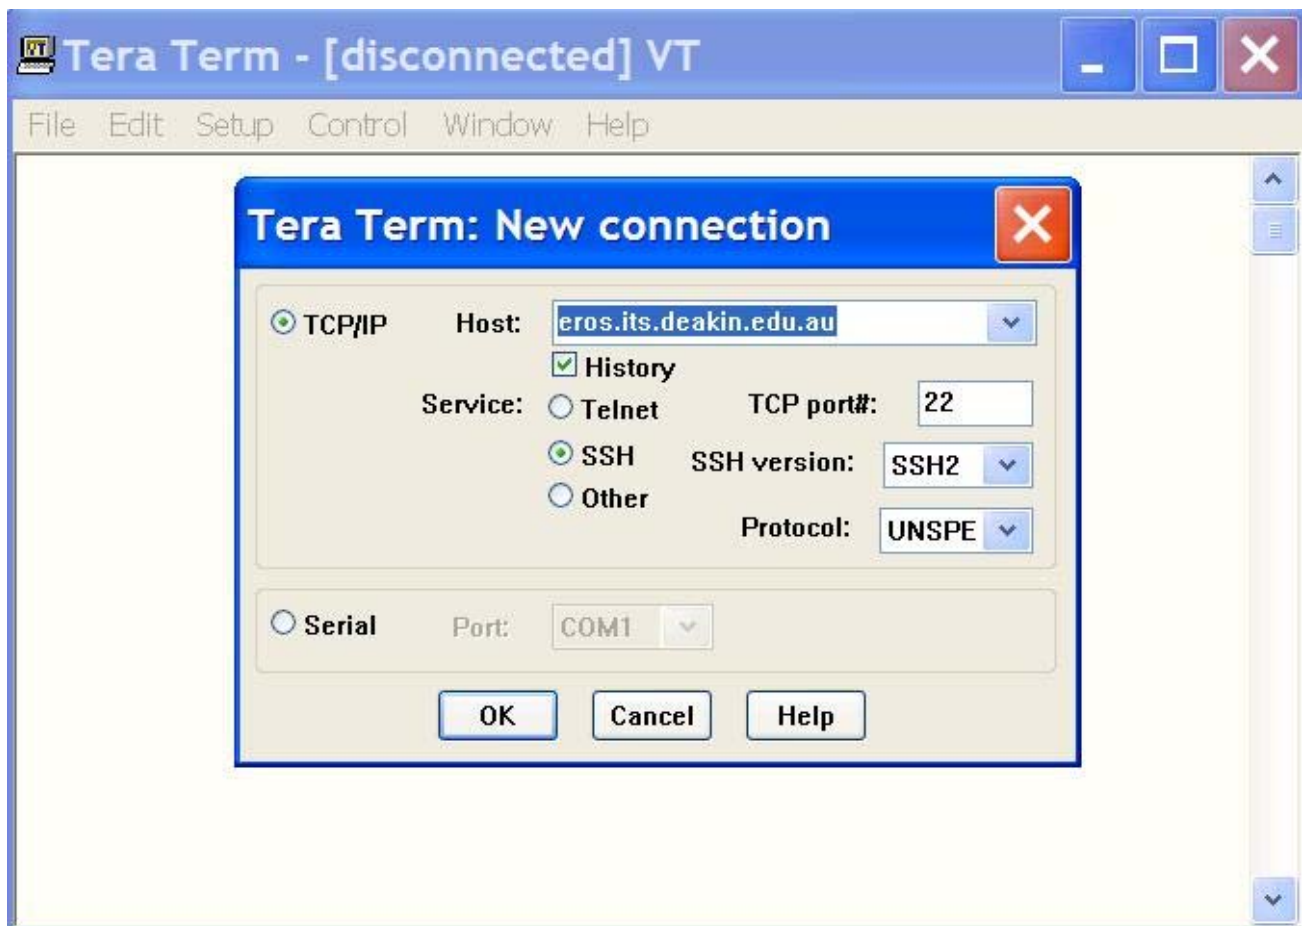 Tera Term - [disconnected] VT
File Edit Setup Control Window Help
Tera Term: New connection
TCP/IP Host: eros.its.deakin.edu.au
History
Service: Telnet TCP port#: 22
SSH SSH version: SSH2
Other
Protocol: UNSPE
Serial Port: COM1
OK Cancel Help